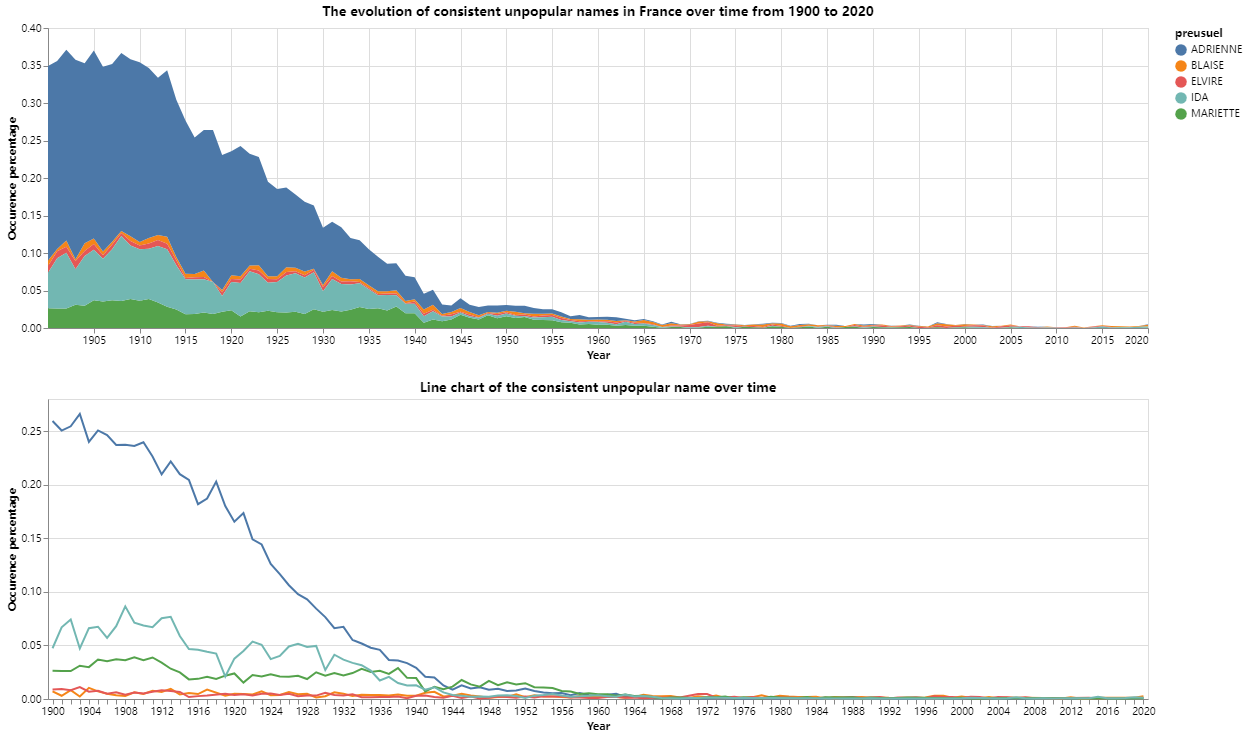 The evolution of consistent unpopular names in France over time from 1900 to 2020
preusuel
ADRIENNE
BLAISE
ELVIRE
IDA
MARIETTE
Occurence percentage
0.40
0.35
0.30
0.25
0.20
0.15
0.10
0.05
0.00
1905 1910 1915 1920 1925 1930 1935 1940 1945 1950 1955 1960 1965 1970 1975 1980 1985 1990 1995 2000 2005 2010 2015 2020
Year
Line chart of the consistent unpopular name over time
Occurence percentage
0.25
0.20
0.15
0.10
0.05
0.00
1900 1904 1908 1912 1916 1920 1924 1928 1932 1936 1940 1944 1948 1952 1956 1960 1964 1968 1972 1976 1980 1984 1988 1992 1996 2000 2004 2008 2012 2016 2020
Year